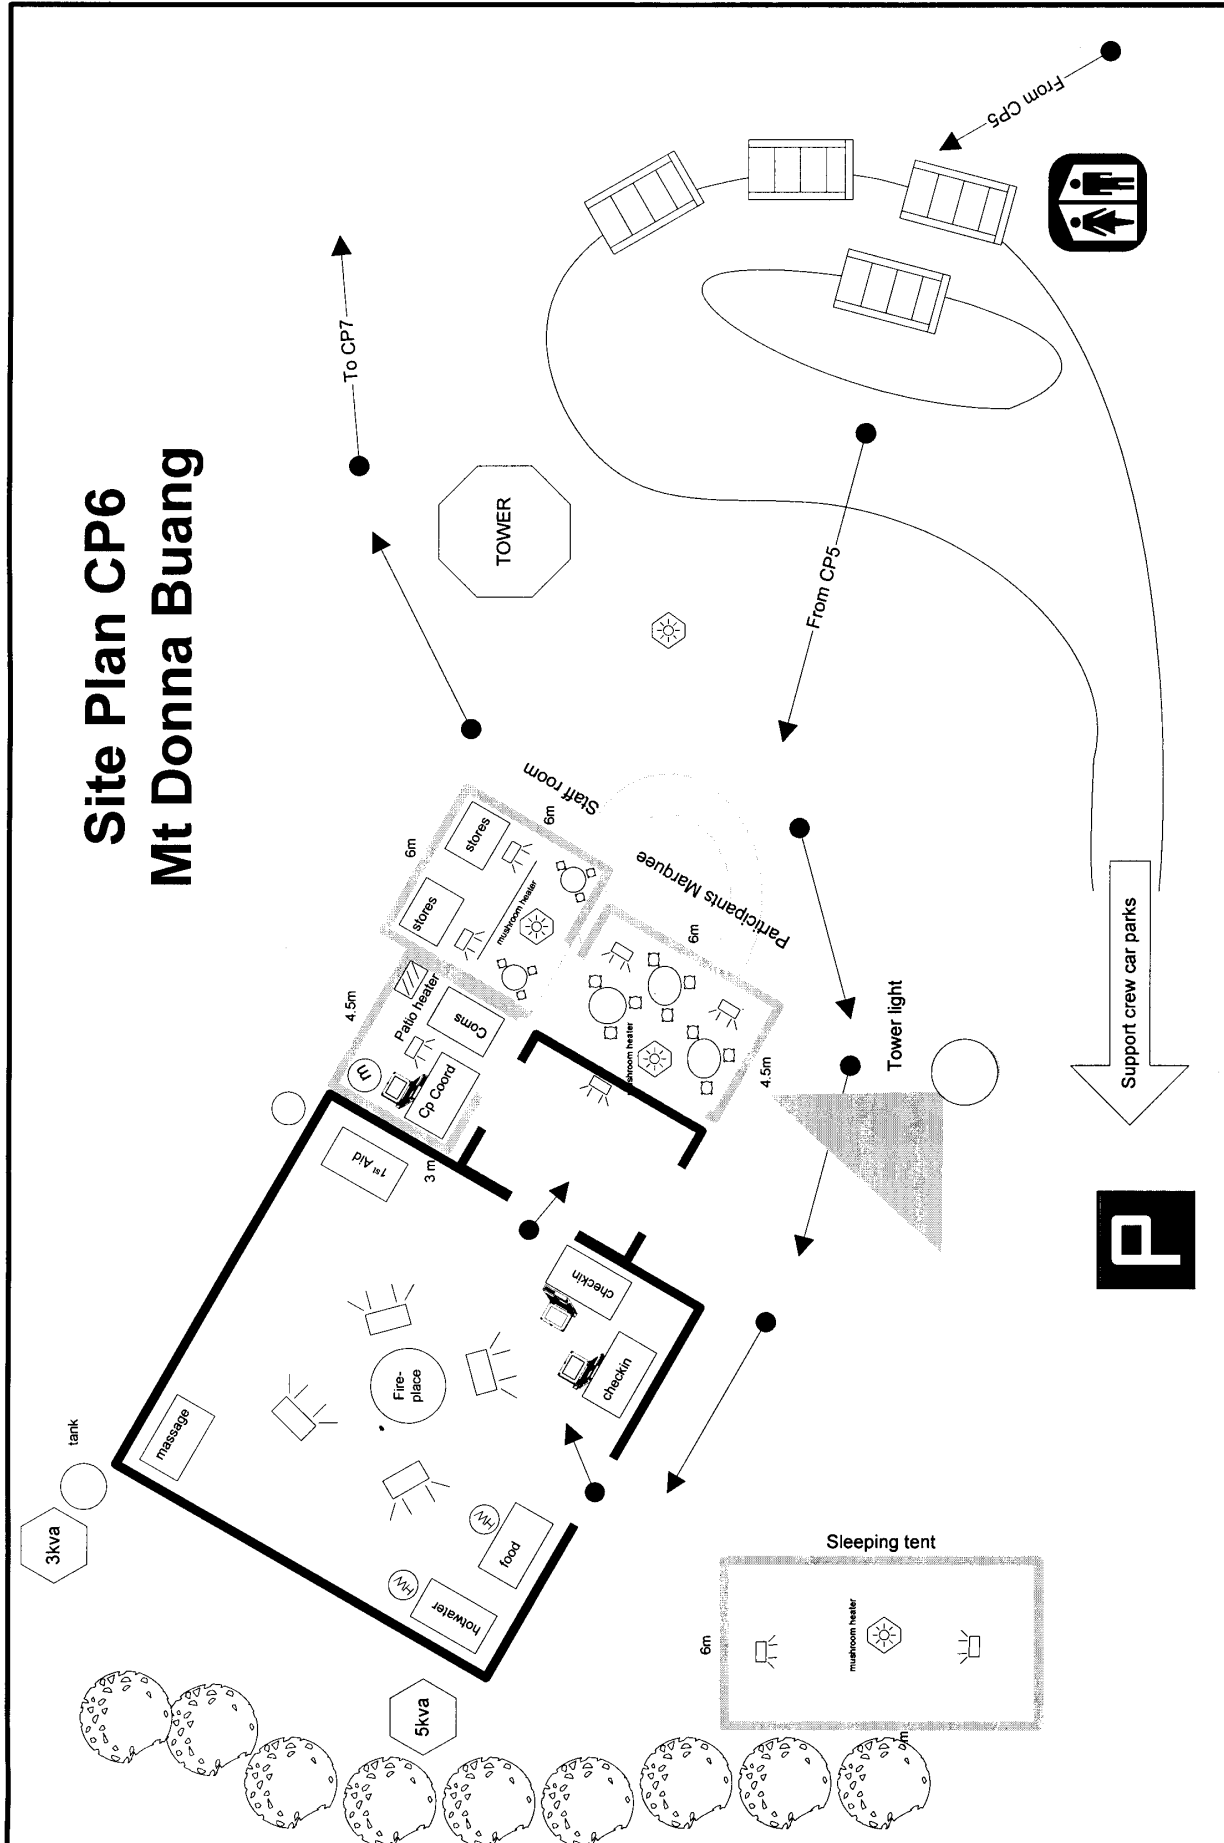 Site Plan CP6
Mt Donna Buang
From CP5
To CP7
TOWER
From CP5
Staff room
6m
6m
stores
stores
mushroom heater
Participants Marquee
6m
4.5m
mushroom heater
4.5m
Patio heater
Coms
m
Cp Coord
3 m
1st Aid
Tower light
Support crew car parks
P
checkin
checkin
Fire-
place
massage
tank
3kva
HW
food
HW
hotwater
5kva
Sleeping tent
6m
mushroom heater